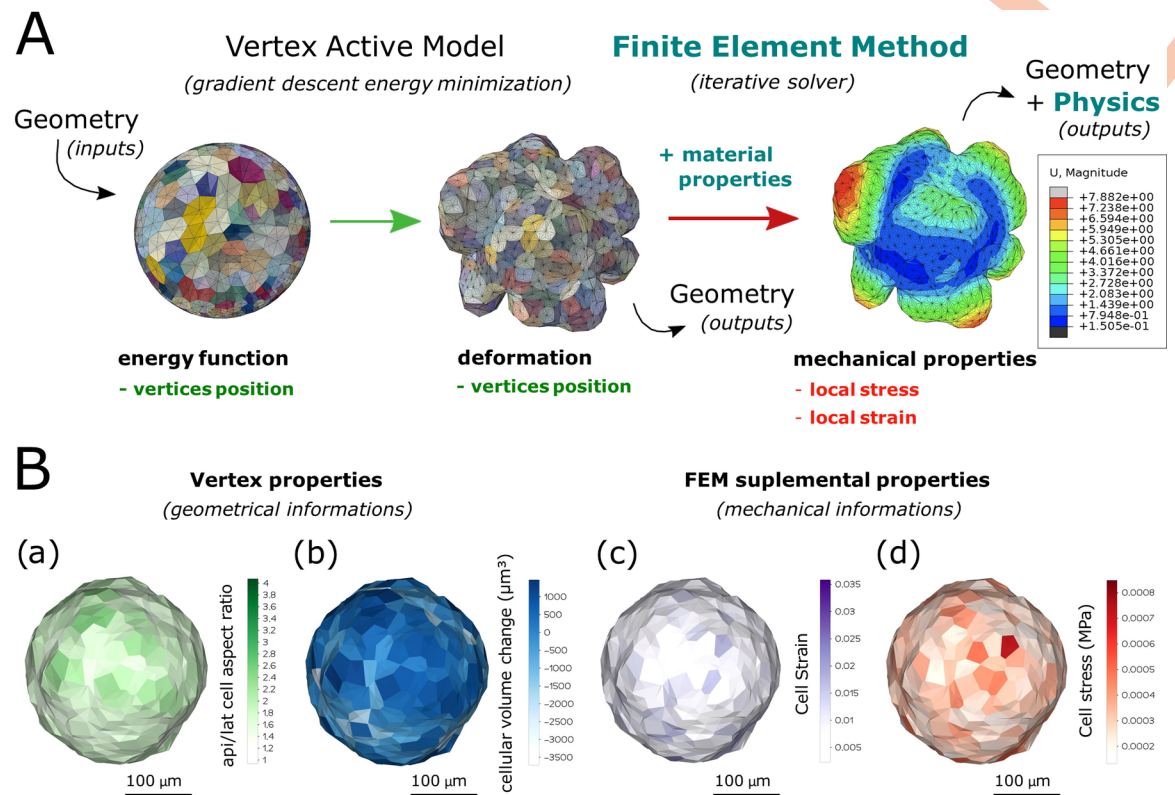 A
Vertex Active Model
(gradient descent energy minimization)
Finite Element Method
(iterative solver)
Geometry
(inputs)
Geometry
+ Physics
(outputs)
+ material
properties
Geometry
(outputs)
U, Magnitude
+7.882e+00
+7.238e+00
+6.594e+00
+5.949e+00
+5.305e+00
+4.661e+00
+4.016e+00
+3.372e+00
+2.728e+00
+2.083e+00
+1.439e+00
+7.948e-01
+1.505e-01
energy function
- vertices position
deformation
- vertices position
mechanical properties
- local stress
- local strain
B
Vertex properties
(geometrical informations)
FEM suplemental properties
(mechanical informations)
(a)
api/lat cell aspect ratio
4
3.8
3.6
3.4
3.2
3
2.8
2.6
2.4
2.2
2
1.8
1.6
1.4
1.2
1
100 µm
(b)
cellular volume change (µm³)
1000
500
0
−500
−1000
−1500
−2000
−2500
−3000
−3500
100 µm
(c)
Cell Strain
0.035
0.03
0.025
0.02
0.015
0.01
0.005
100 µm
(d)
Cell stress (MPa)
0.0008
0.0007
0.0006
0.0005
0.0004
0.0003
0.0002
100 µm